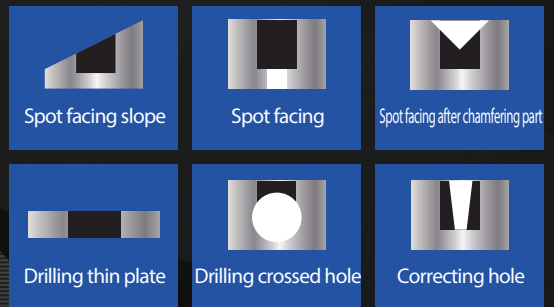 Spot facing slope
Spot facing
Spot facing after chamfering part
Drilling thin plate
Drilling crossed hole
Correcting hole